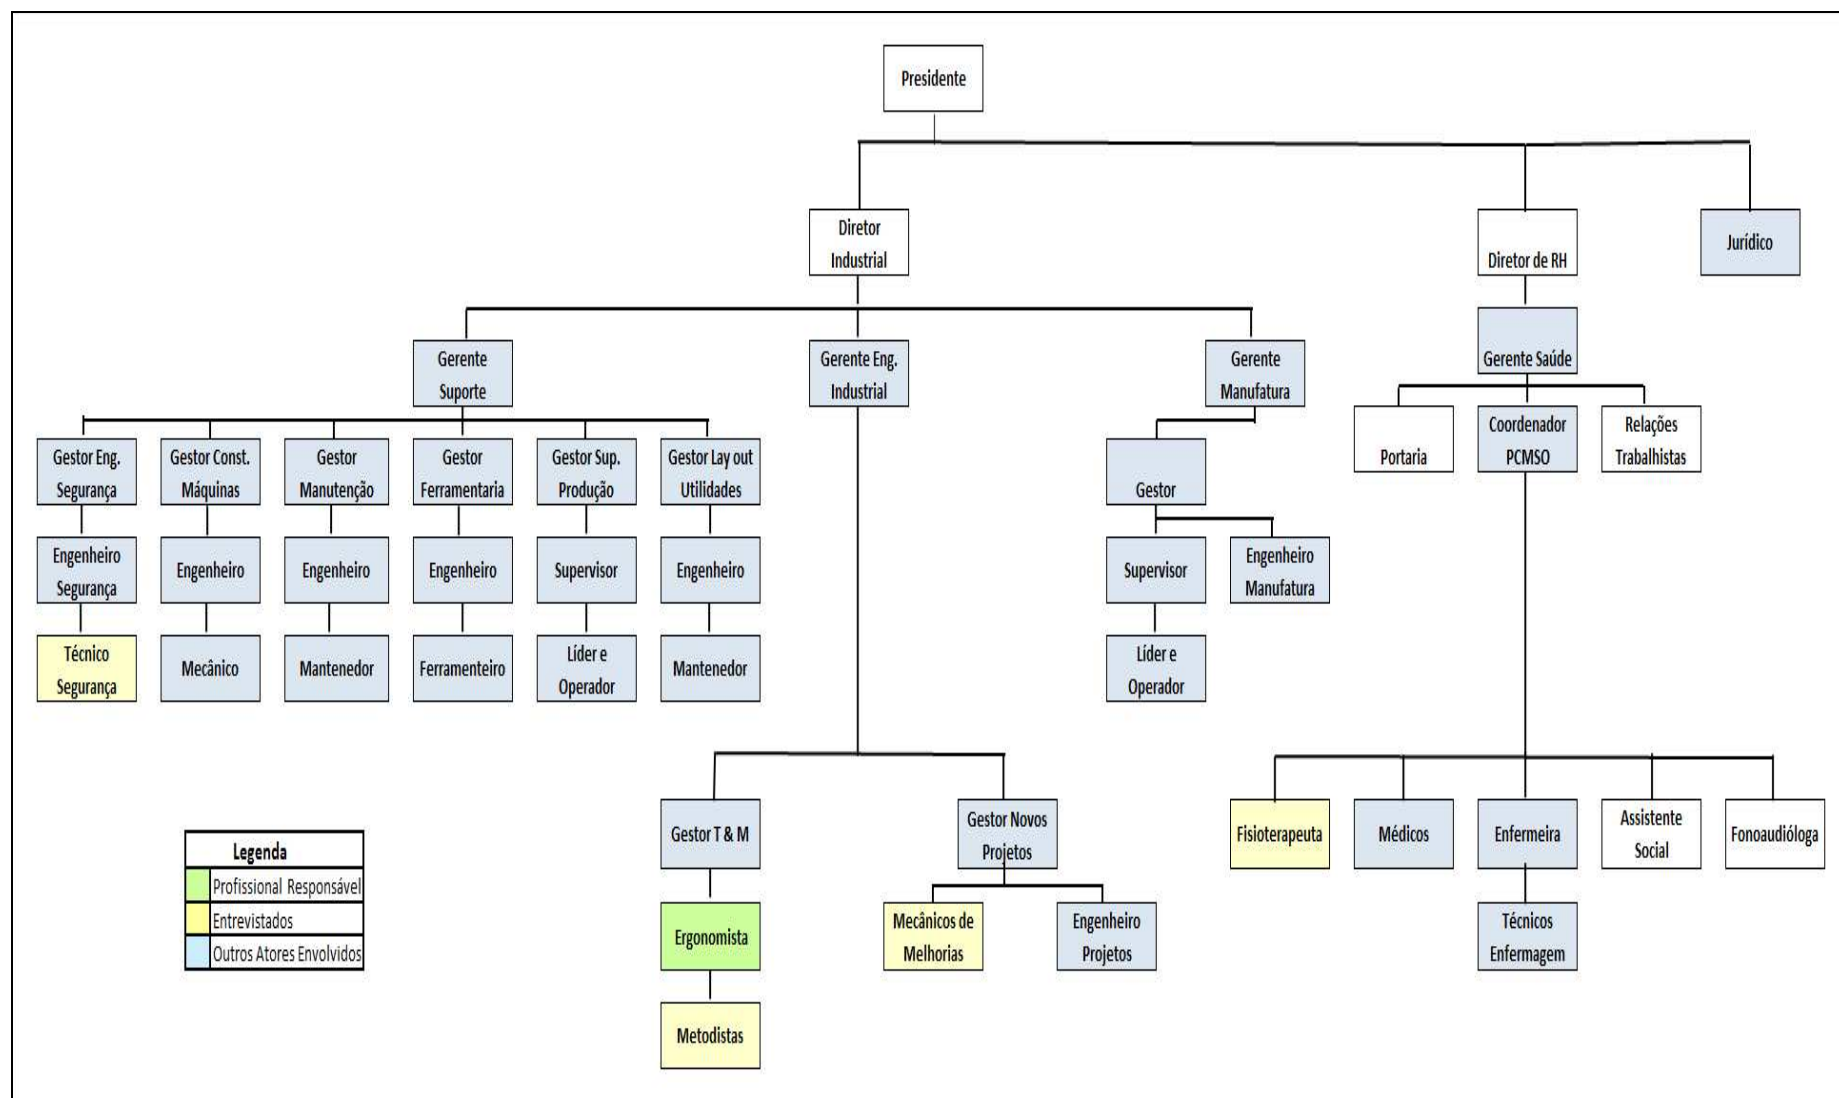 Presidente
Diretor
Industrial
Diretor de RH
Jurídico
Gerente
Suporte
Gerente Eng.
Industrial
Gerente
Manufatura
Gerente Saúde
Gestor Eng.
Segurança
Gestor Const.
Máquinas
Gestor
Manutenção
Gestor
Ferramentaria
Gestor Sup.
Produção
Gestor Lay out
Utilidades
Gestor
Portaria
Coordenador
PCMSO
Relações
Trabalhistas
Engenheiro
Segurança
Engenheiro
Engenheiro
Engenheiro
Supervisor
Engenheiro
Supervisor
Engenheiro
Manufatura
Técnico
Segurança
Mecânico
Mantenedor
Ferramenteiro
Líder e
Operador
Mantenedor
Líder e
Operador
Gestor T & M
Gestor Novos
Projetos
Fisioterapeuta
Médicos
Enfermeira
Assistente
Social
Fonoaudióloga
Legenda
Profissional Responsável
Entrevistados
Outros Atores Envolvidos
Ergonomista
Mecânicos de
Melhorias
Engenheiro
Projetos
Técnicos
Enfermagem
Metodistas